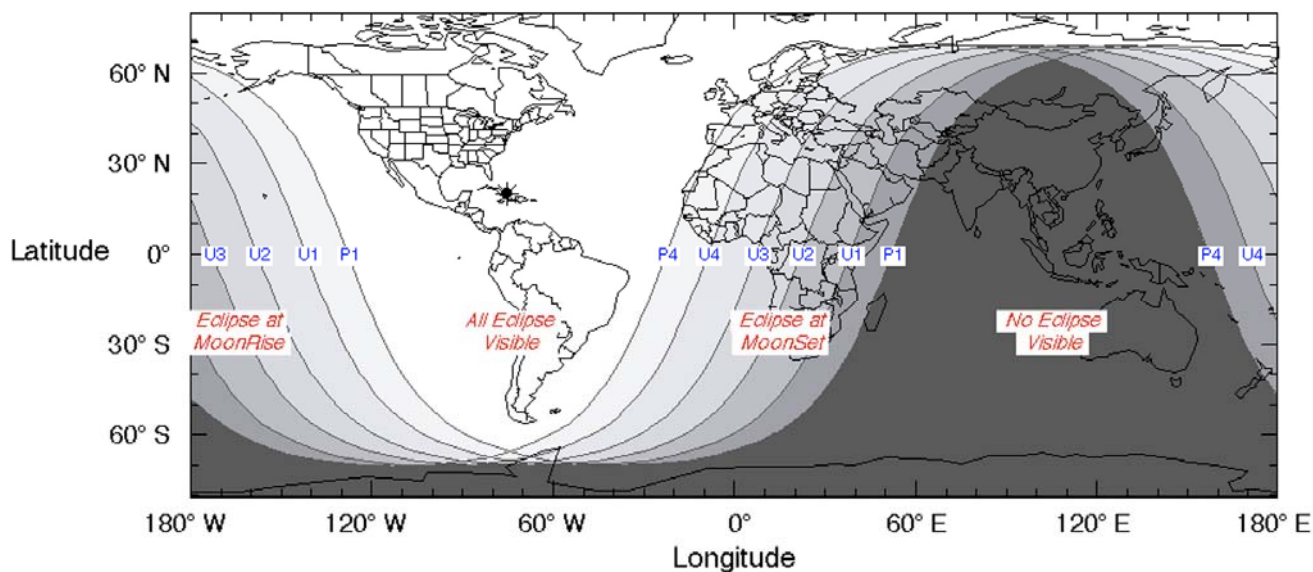 60° N
30° N
Latitude
0°
30° S
60° S
U3 U2 U1 P1 P4 U4 U3 U2 U1 P1 P4 U4
Eclipse at
MoonRise
All Eclipse
Visible
Eclipse at
MoonSet
No Eclipse
Visible
180° W 120° W 60° W 0° 60° E 120° E 180° E
Longitude